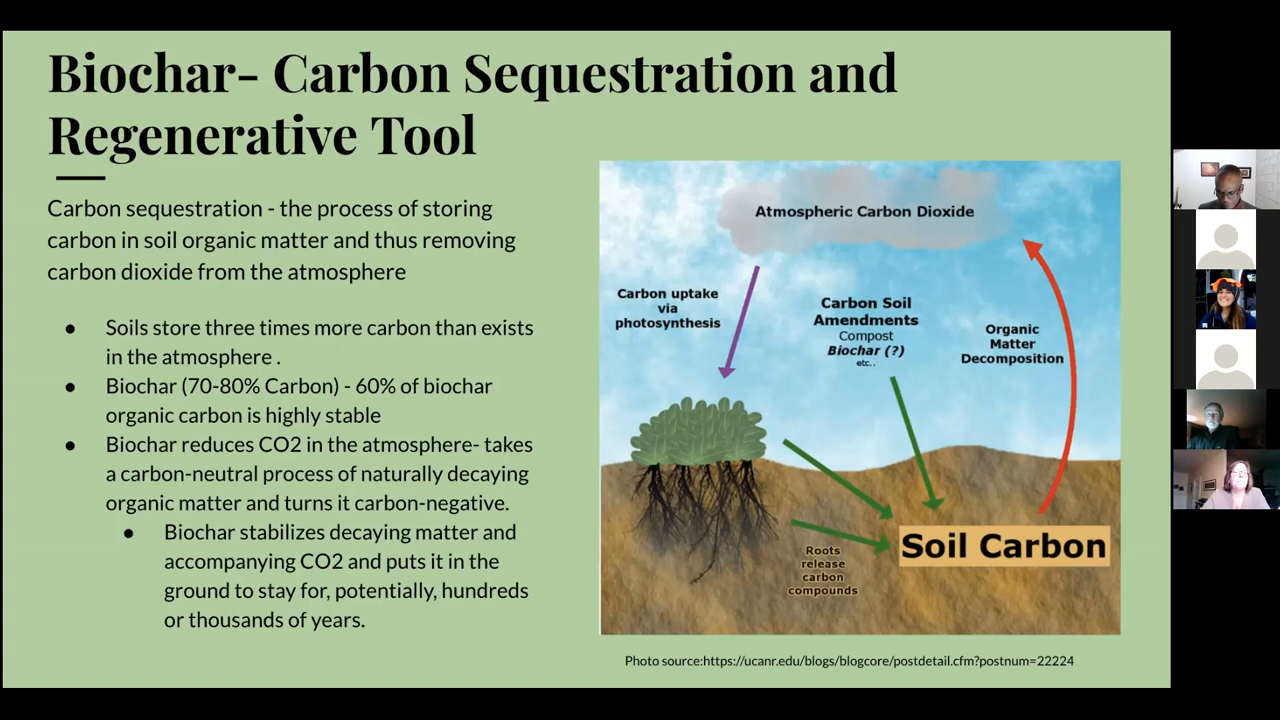 Biochar- Carbon Sequestration and
Regenerative Tool
Carbon sequestration - the process of storing
carbon in soil organic matter and thus removing
carbon dioxide from the atmosphere
● Soils store three times more carbon than exists
in the atmosphere .
● Biochar (70-80% Carbon) - 60% of biochar
organic carbon is highly stable
● Biochar reduces CO2 in the atmosphere- takes
a carbon-neutral process of naturally decaying
organic matter and turns it carbon-negative.
● Biochar stabilizes decaying matter and
accompanying CO2 and puts it in the
ground to stay for, potentially, hundreds
or thousands of years.
Atmospheric Carbon Dioxide
Carbon uptake
via
photosynthesis
Carbon Soil
Amendments
Compost
Biochar (?)
etc..
Organic
Matter
Decomposition
Roots
release
carbon
compounds
Soil Carbon
Photo source:https://ucanr.edu/blogs/blogcore/postdetail.cfm?postnum=22224